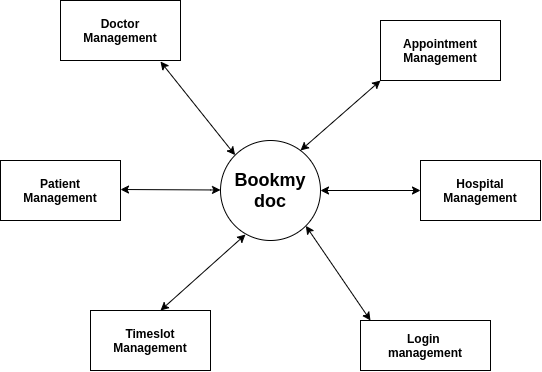 Doctor
Management
Appointment
Management
Bookmy
doc
Patient
Management
Hospital
Management
Timeslot
Management
Login
management